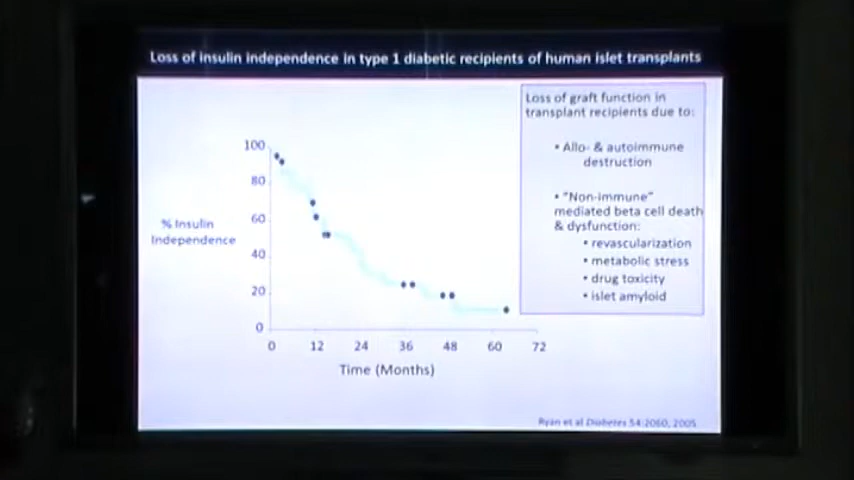 Loss of insulin independence in type 1 diabetic recipients of human islet transplants
Loss of graft function in
transplant recipients due to:
• Allo- & autoimmune
destruction
• "Non-immune"
mediated beta cell death
& dysfunction:
• revascularization
• metabolic stress
• drug toxicity
• islet amyloid
% Insulin
Independence
100
80
60
40
20
0
0 12 24 36 48 60 72
Time (Months)
Ryan et al Diabetes 54:2060, 2005